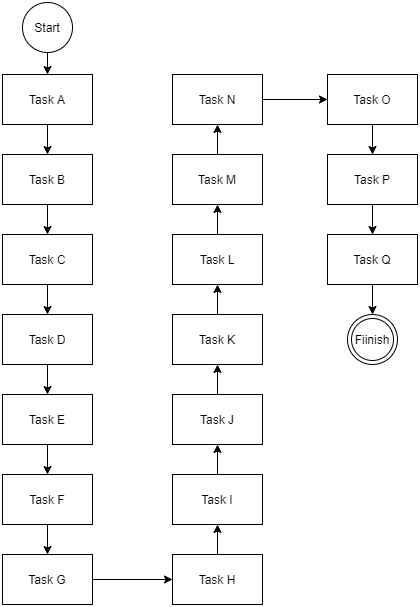 Start
Task A
Task B
Task C
Task D
Task E
Task F
Task G
Task H
Task I
Task J
Task K
Task L
Task M
Task N
Task O
Task P
Task Q
Fiinish